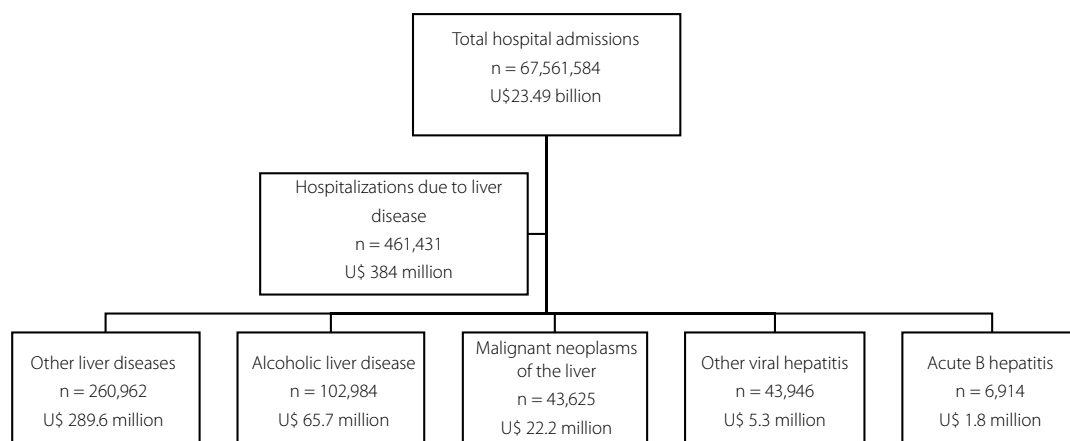 Total hospital admissions
n = 67,561,584
U$23.49 billion
Hospitalizations due to liver
disease
n = 461,431
U$ 384 million
Other liver diseases
n = 260,962
U$ 289.6 million
Alcoholic liver disease
n = 102,984
U$ 65.7 million
Malignant neoplasms
of the liver
n = 43,625
U$ 22.2 million
Other viral hepatitis
n = 43,946
U$ 5.3 million
Acute B hepatitis
n = 6,914
U$ 1.8 million